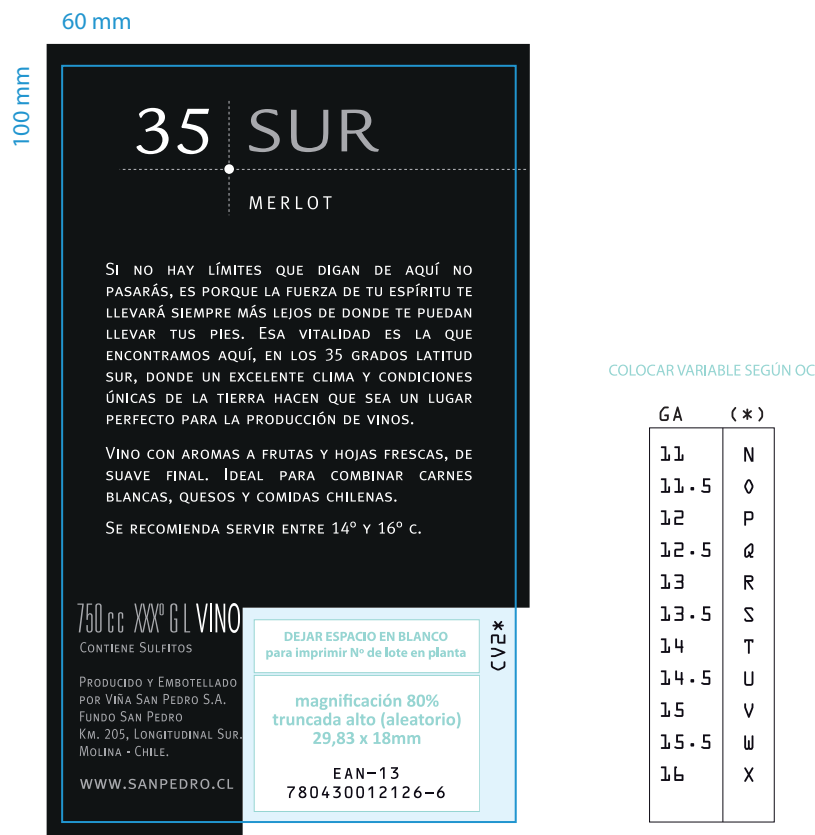 60 mm
100 mm
35 SUR
MERLOT
SI NO HAY LÍMITES QUE DIGAN DE AQUÍ NO
PASARÁS, ES PORQUE LA FUERZA DE TU ESPÍRITU TE
LLEVARÁ SIEMPRE MÁS LEJOS DE DONDE TE PUEDAN
LLEVAR TUS PIES. ESA VITALIDAD ES LA QUE
ENCONTRAMOS AQUÍ, EN LOS 35 GRADOS LATITUD
SUR, DONDE UN EXCELENTE CLIMA Y CONDICIONES
ÚNICAS DE LA TIERRA HACEN QUE SEA UN LUGAR
PERFECTO PARA LA PRODUCCIÓN DE VINOS.
VINO CON AROMAS A FRUTAS Y HOJAS FRESCAS, DE
SUAVE FINAL. IDEAL PARA COMBINAR CARNES
BLANCAS, QUESOS Y COMIDAS CHILENAS.
SE RECOMIENDA SERVIR ENTRE 14° Y 16° C.
750 cc XXXº G L VINO
CONTIENE SULFITOS
PRODUCIDO Y EMBOTELLADO
POR VIÑA SAN PEDRO S.A.
FUNDO SAN PEDRO
KM. 205, LONGITUDINAL SUR.
MOLINA - CHILE.
WWW.SANPEDRO.CL
DEJAR ESPACIO EN BLANCO
para imprimir Nº de lote en planta
CV2*
magnificación 80%
truncada alto (aleatorio)
29,83 x 18mm
EAN-13
780430012126-6
COLOCAR VARIABLE SEGÚN OC
GA (*)
11 N
11.5 O
12 P
12.5 Q
13 R
13.5 S
14 T
14.5 U
15 V
15.5 W
16 X